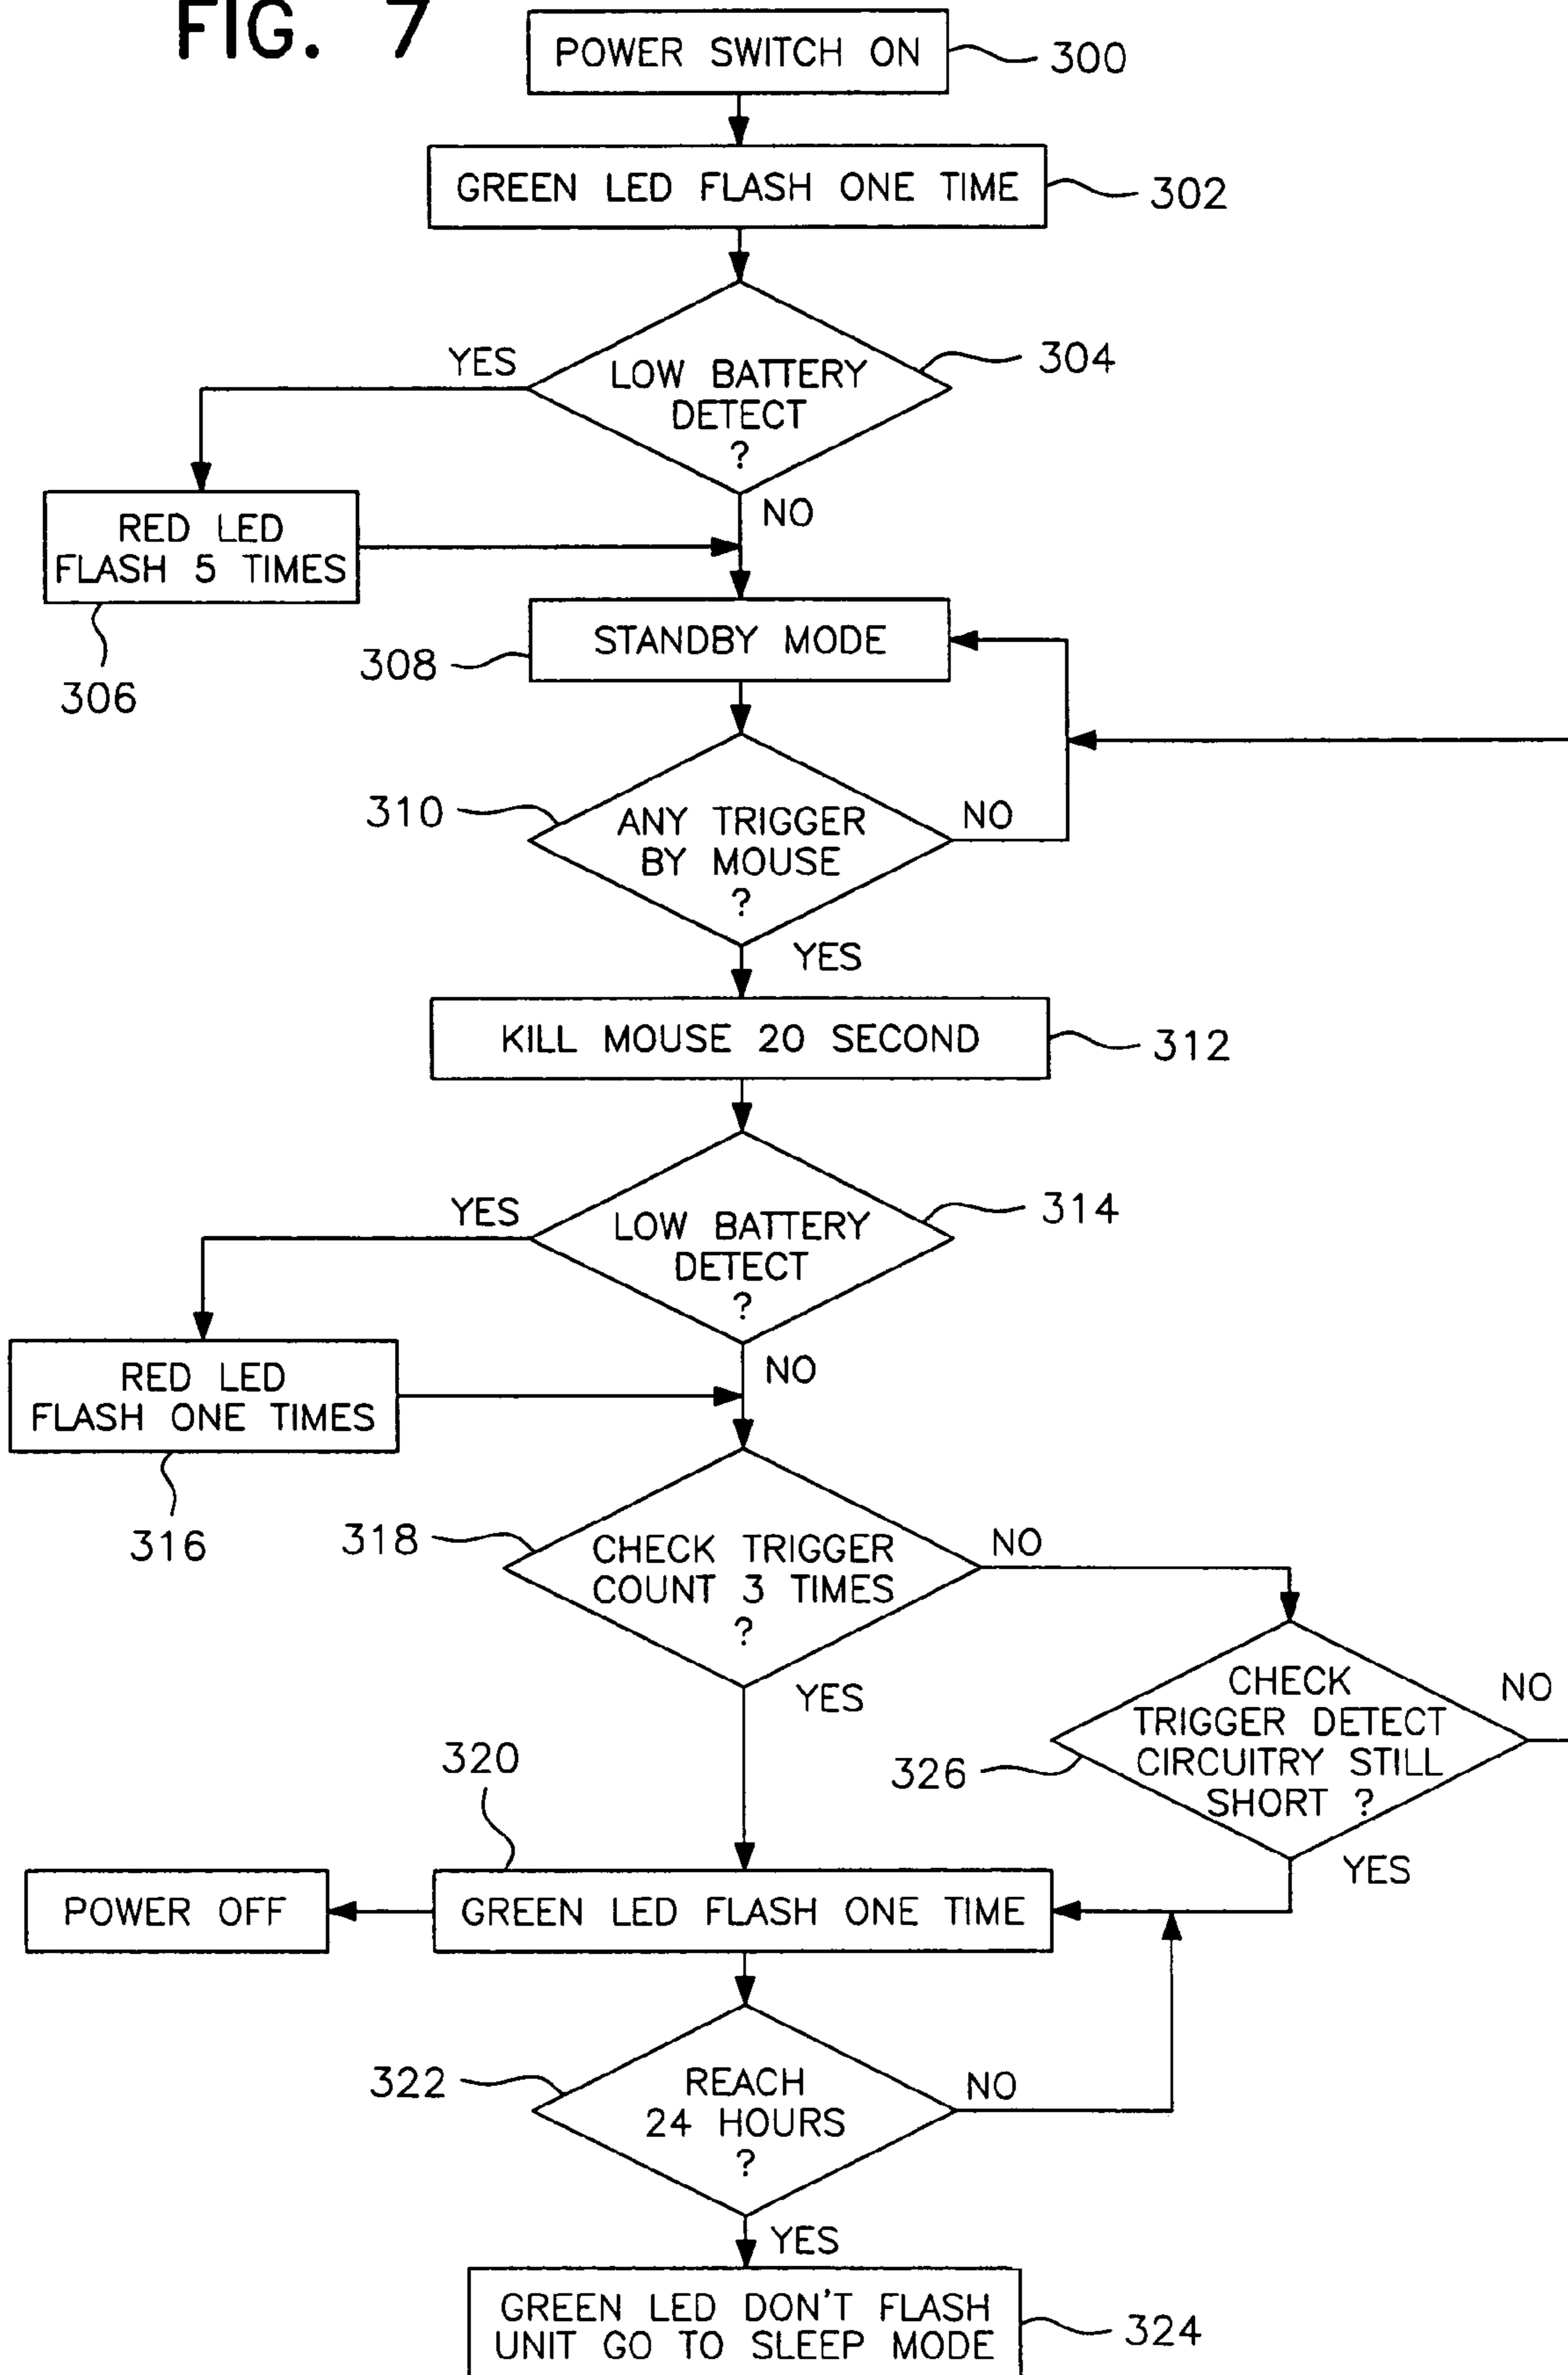 FIG. 7
POWER SWITCH ON
300
GREEN LED FLASH ONE TIME
302
YES
LOW BATTERY
DETECT
?
304
NO
RED LED
FLASH 5 TIMES
306
STANDBY MODE
308
310
ANY TRIGGER
BY MOUSE
?
NO
YES
KILL MOUSE 20 SECOND
312
YES
LOW BATTERY
DETECT
?
314
NO
RED LED
FLASH ONE TIMES
316
318
CHECK TRIGGER
COUNT 3 TIMES
?
NO
YES
CHECK
TRIGGER DETECT
CIRCUITRY STILL
SHORT ?
NO
326
YES
320
POWER OFF
GREEN LED FLASH ONE TIME
322
REACH
24 HOURS
?
NO
YES
GREEN LED DON'T FLASH
UNIT GO TO SLEEP MODE
324